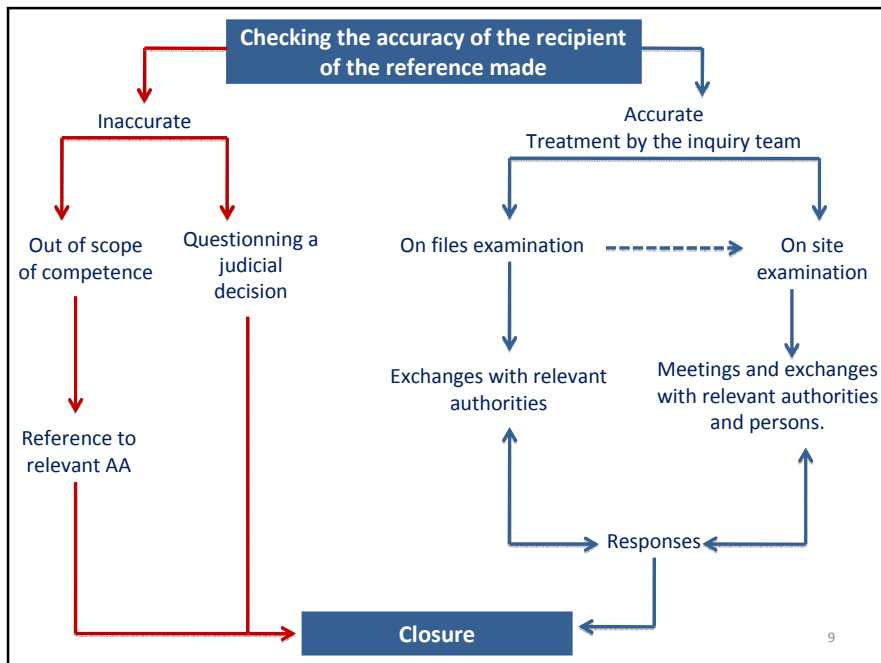 Checking the accuracy of the recipient
of the reference made
Inaccurate
Accurate
Treatment by the inquiry team
Out of scope
of competence
Questionning a
judicial
decision
On files examination
On site
examination
Exchanges with relevant
authorities
Meetings and exchanges
with relevant authorities
and persons.
Reference to
relevant AA
Responses
Closure
9